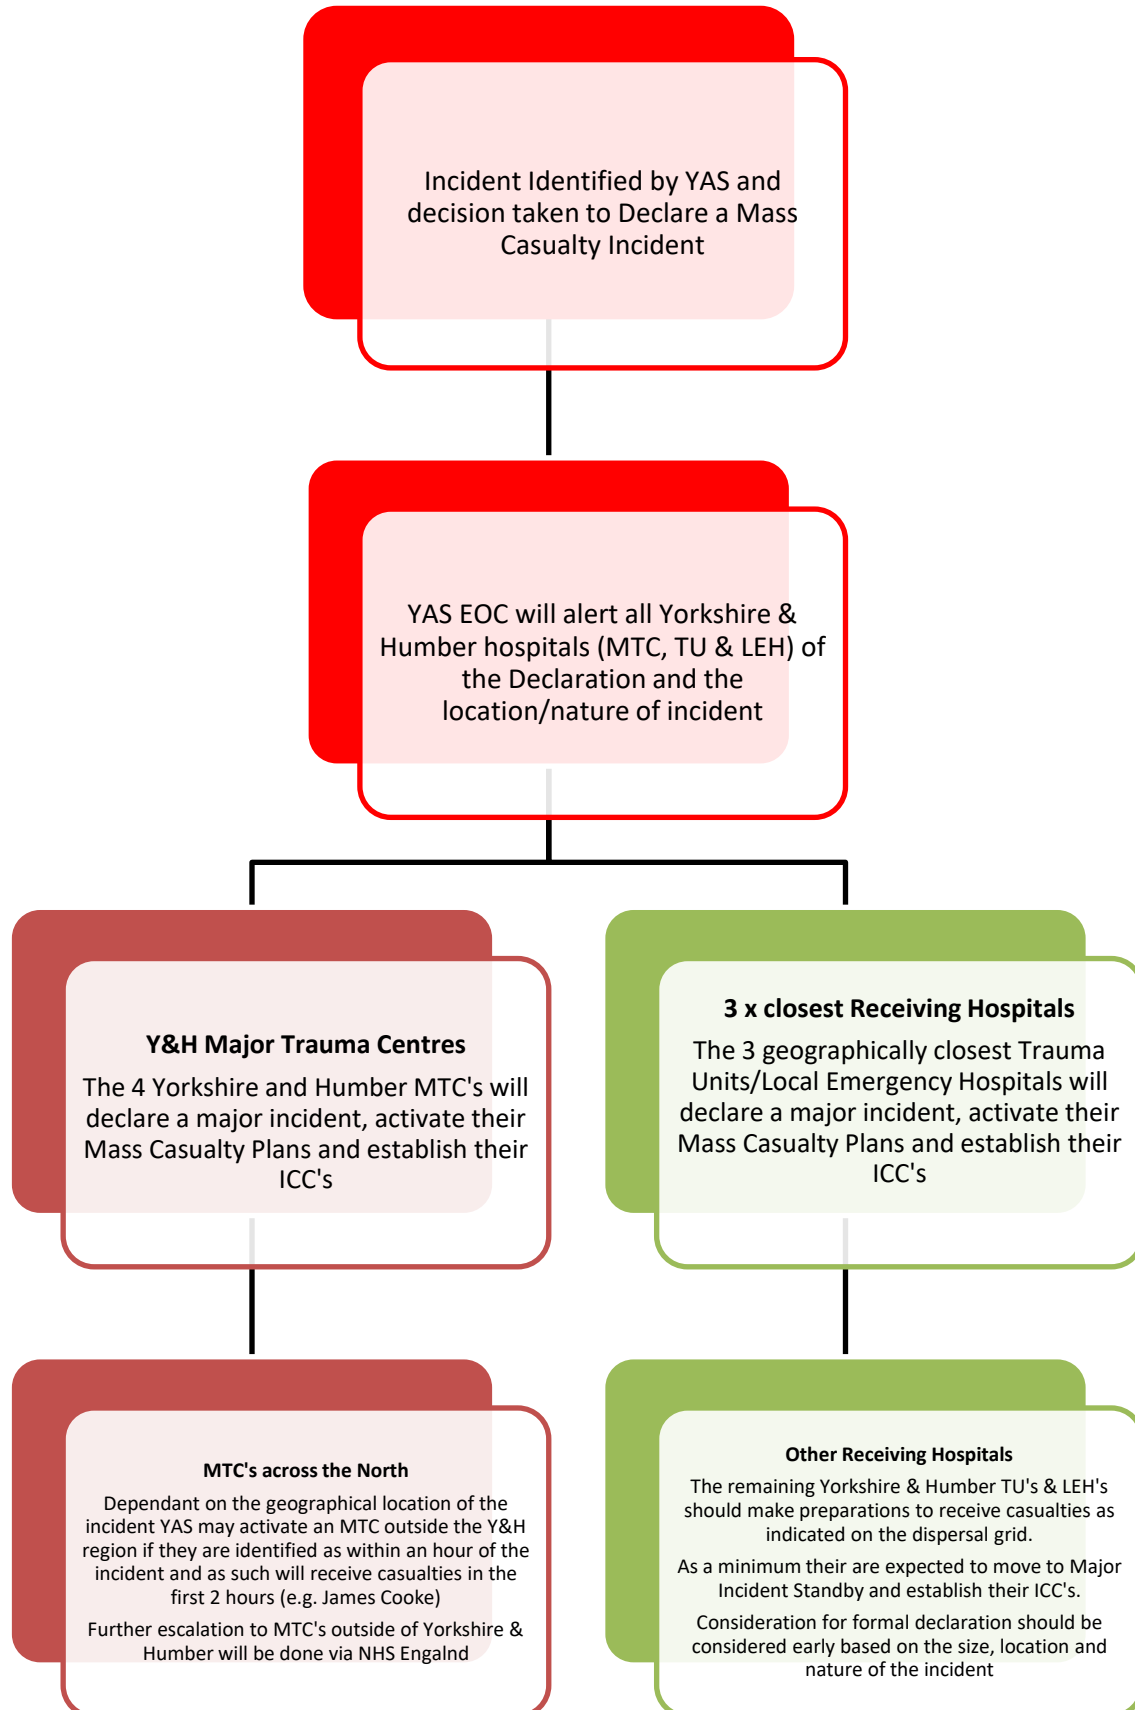 Incident Identified by YAS and
decision taken to Declare a Mass
Casualty Incident
YAS EOC will alert all Yorkshire &
Humber hospitals (MTC, TU & LEH) of
the Declaration and the
location/nature of incident
Y&H Major Trauma Centres
The 4 Yorkshire and Humber MTC's will
declare a major incident, activate their
Mass Casualty Plans and establish their
ICC's
3 x closest Receiving Hospitals
The 3 geographically closest Trauma
Units/Local Emergency Hospitals will
declare a major incident, activate their
Mass Casualty Plans and establish their
ICC's
MTC's across the North
Dependant on the geographical location of the
incident YAS may activate an MTC outside the Y&H
region if they are identified as within an hour of the
incident and as such will receive casualties in the
first 2 hours (e.g. James Cooke)
Further escalation to MTC's outside of Yorkshire &
Humber will be done via NHS Engalnd
Other Receiving Hospitals
The remaining Yorkshire & Humber TU's & LEH's
should make preparations to receive casualties as
indicated on the dispersal grid.
As a minimum their are expected to move to Major
Incident Standby and establish their ICC's.
Consideration for formal declaration should be
considered early based on the size, location and
nature of the incident